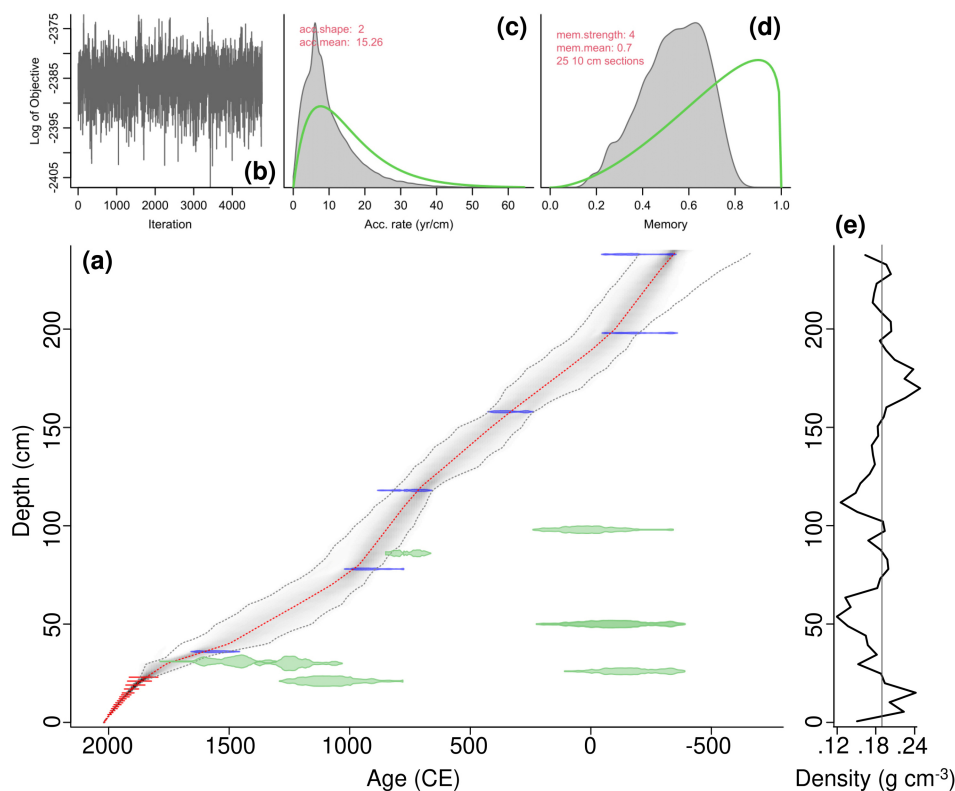 -2375
-2385
-2395
-2405
Log of Objective
0 1000 2000 3000 4000
Iteration
(b)
acc.shape: 2
acc.mean: 15.26
(c)
0 10 20 30 40 50 60
Acc. rate (yr/cm)
mem.strength: 4
mem.mean: 0.7
25 10 cm sections
(d)
0.0 0.2 0.4 0.6 0.8 1.0
Memory
(a)
200
150
100
50
0
Depth (cm)
2000 1500 1000 500 0 -500
Age (CE)
(e)
200
150
100
50
0
.12 .18 .24
Density (g cm-3)